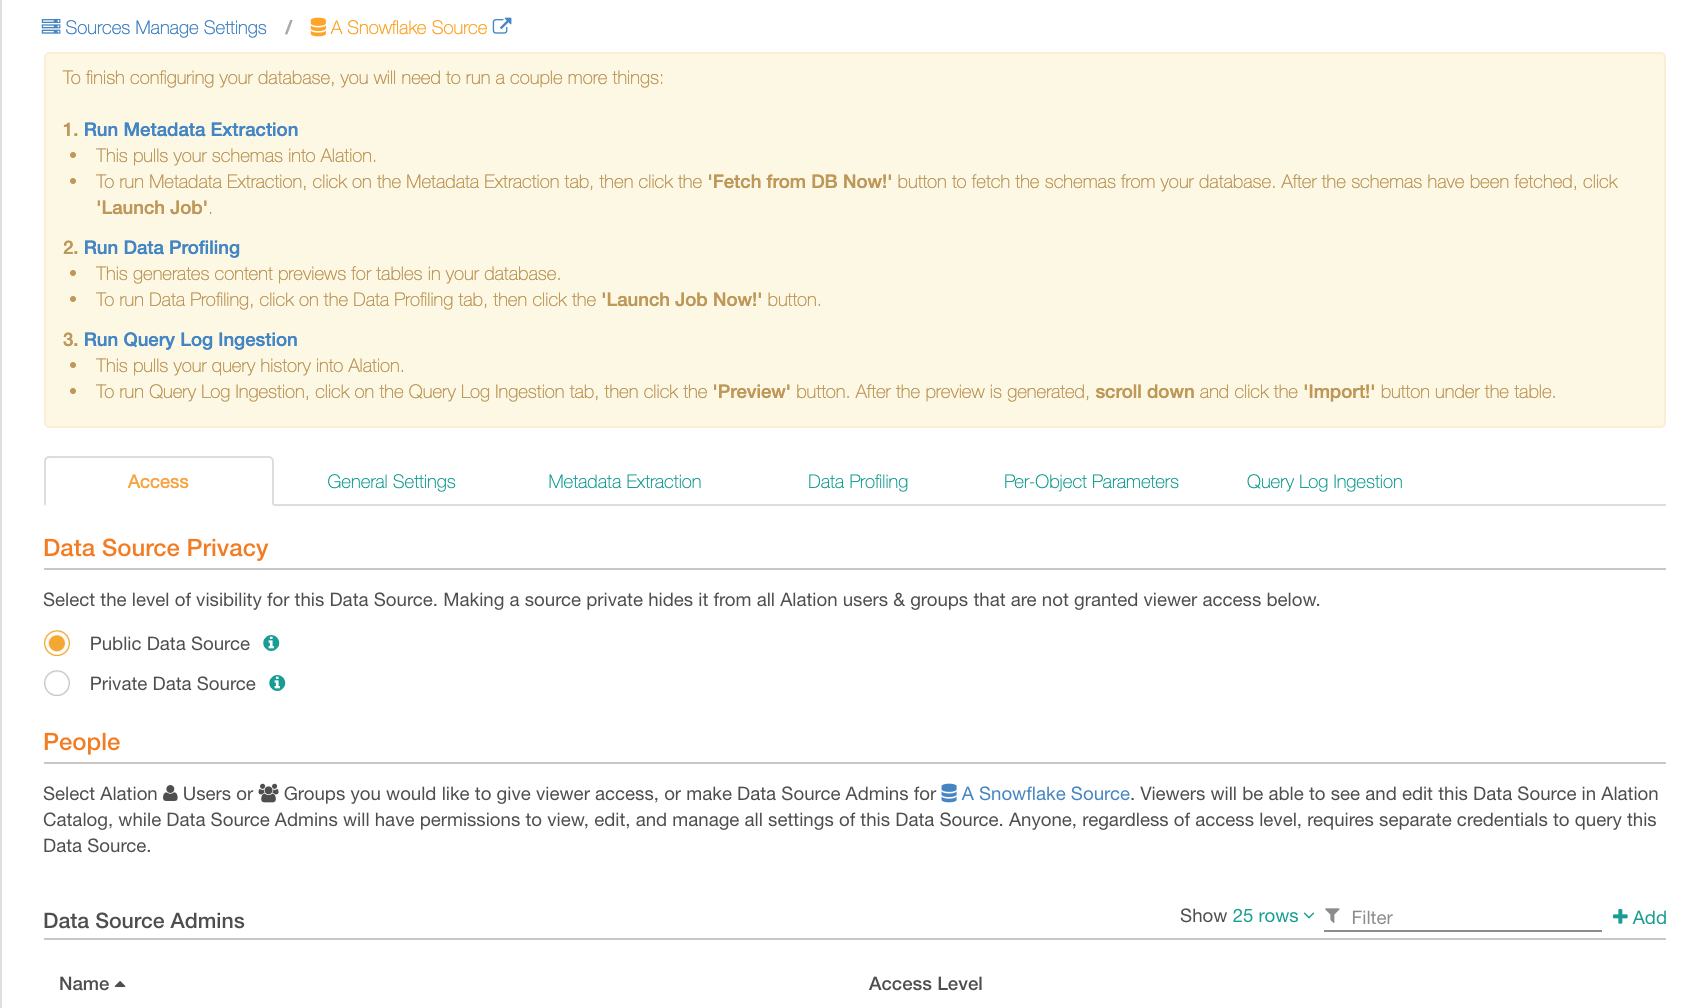 Sources Manage Settings / A Snowflake Source
To finish configuring your database, you will need to run a couple more things:
1. Run Metadata Extraction
• This pulls your schemas into Alation.
• To run Metadata Extraction, click on the Metadata Extraction tab, then click the 'Fetch from DB Now!' button to fetch the schemas from your database. After the schemas have been fetched, click
'Launch Job'.
2. Run Data Profiling
• This generates content previews for tables in your database.
• To run Data Profiling, click on the Data Profiling tab, then click the 'Launch Job Now!' button.
3. Run Query Log Ingestion
• This pulls your query history into Alation.
• To run Query Log Ingestion, click on the Query Log Ingestion tab, then click the 'Preview' button. After the preview is generated, scroll down and click the 'Import!' button under the table.
Access General Settings Metadata Extraction Data Profiling Per-Object Parameters Query Log Ingestion
Data Source Privacy
Select the level of visibility for this Data Source. Making a source private hides it from all Alation users & groups that are not granted viewer access below.
Public Data Source
Private Data Source
People
Select Alation Users or Groups you would like to give viewer access, or make Data Source Admins for A Snowflake Source. Viewers will be able to see and edit this Data Source in Alation
Catalog, while Data Source Admins will have permissions to view, edit, and manage all settings of this Data Source. Anyone, regardless of access level, requires separate credentials to query this
Data Source.
Data Source Admins Show 25 rows Filter + Add
Name Access Level